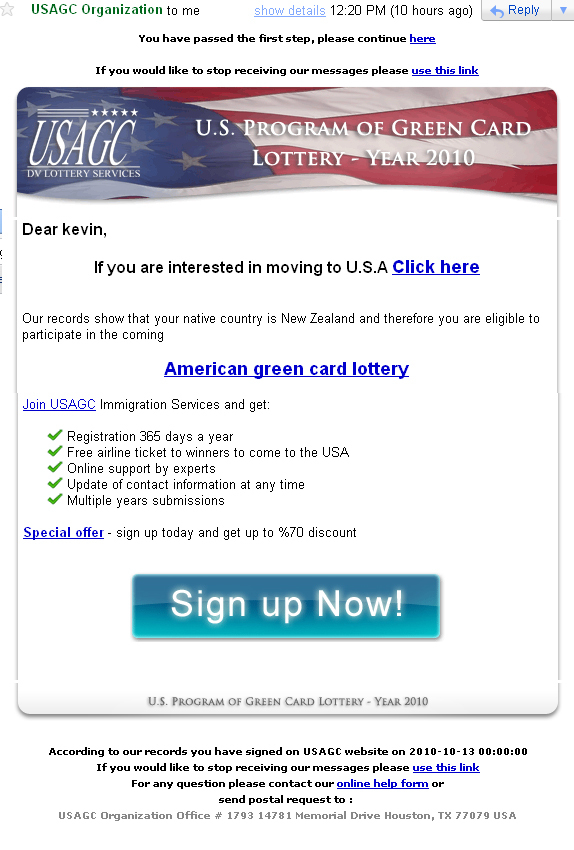 USAGC Organization to me show details 12:20 PM (10 hours ago) Reply
You have passed the first step, please continue here
If you would like to stop receiving our messages please use this link
USAGC
DV LOTTERY SERVICES
U.S. PROGRAM OF GREEN CARD
LOTTERY - YEAR 2010
Dear kevin,
If you are interested in moving to U.S.A Click here
Our records show that your native country is New Zealand and therefore you are eligible to
participate in the coming
American green card lottery
Join USAGC Immigration Services and get:
Registration 365 days a year
Free airline ticket to winners to come to the USA
Online support by experts
Update of contact information at any time
Multiple years submissions
Special offer - sign up today and get up to %70 discount
Sign up Now!
U.S. PROGRAM OF GREEN CARD LOTTERY - YEAR 2010
According to our records you have signed on USAGC website on 2010-10-13 00:00:00
If you would like to stop receiving our messages please use this link
For any question please contact our online help form or
send postal request to :
USAGC Organization Office # 1793 14781 Memorial Drive Houston, TX 77079 USA